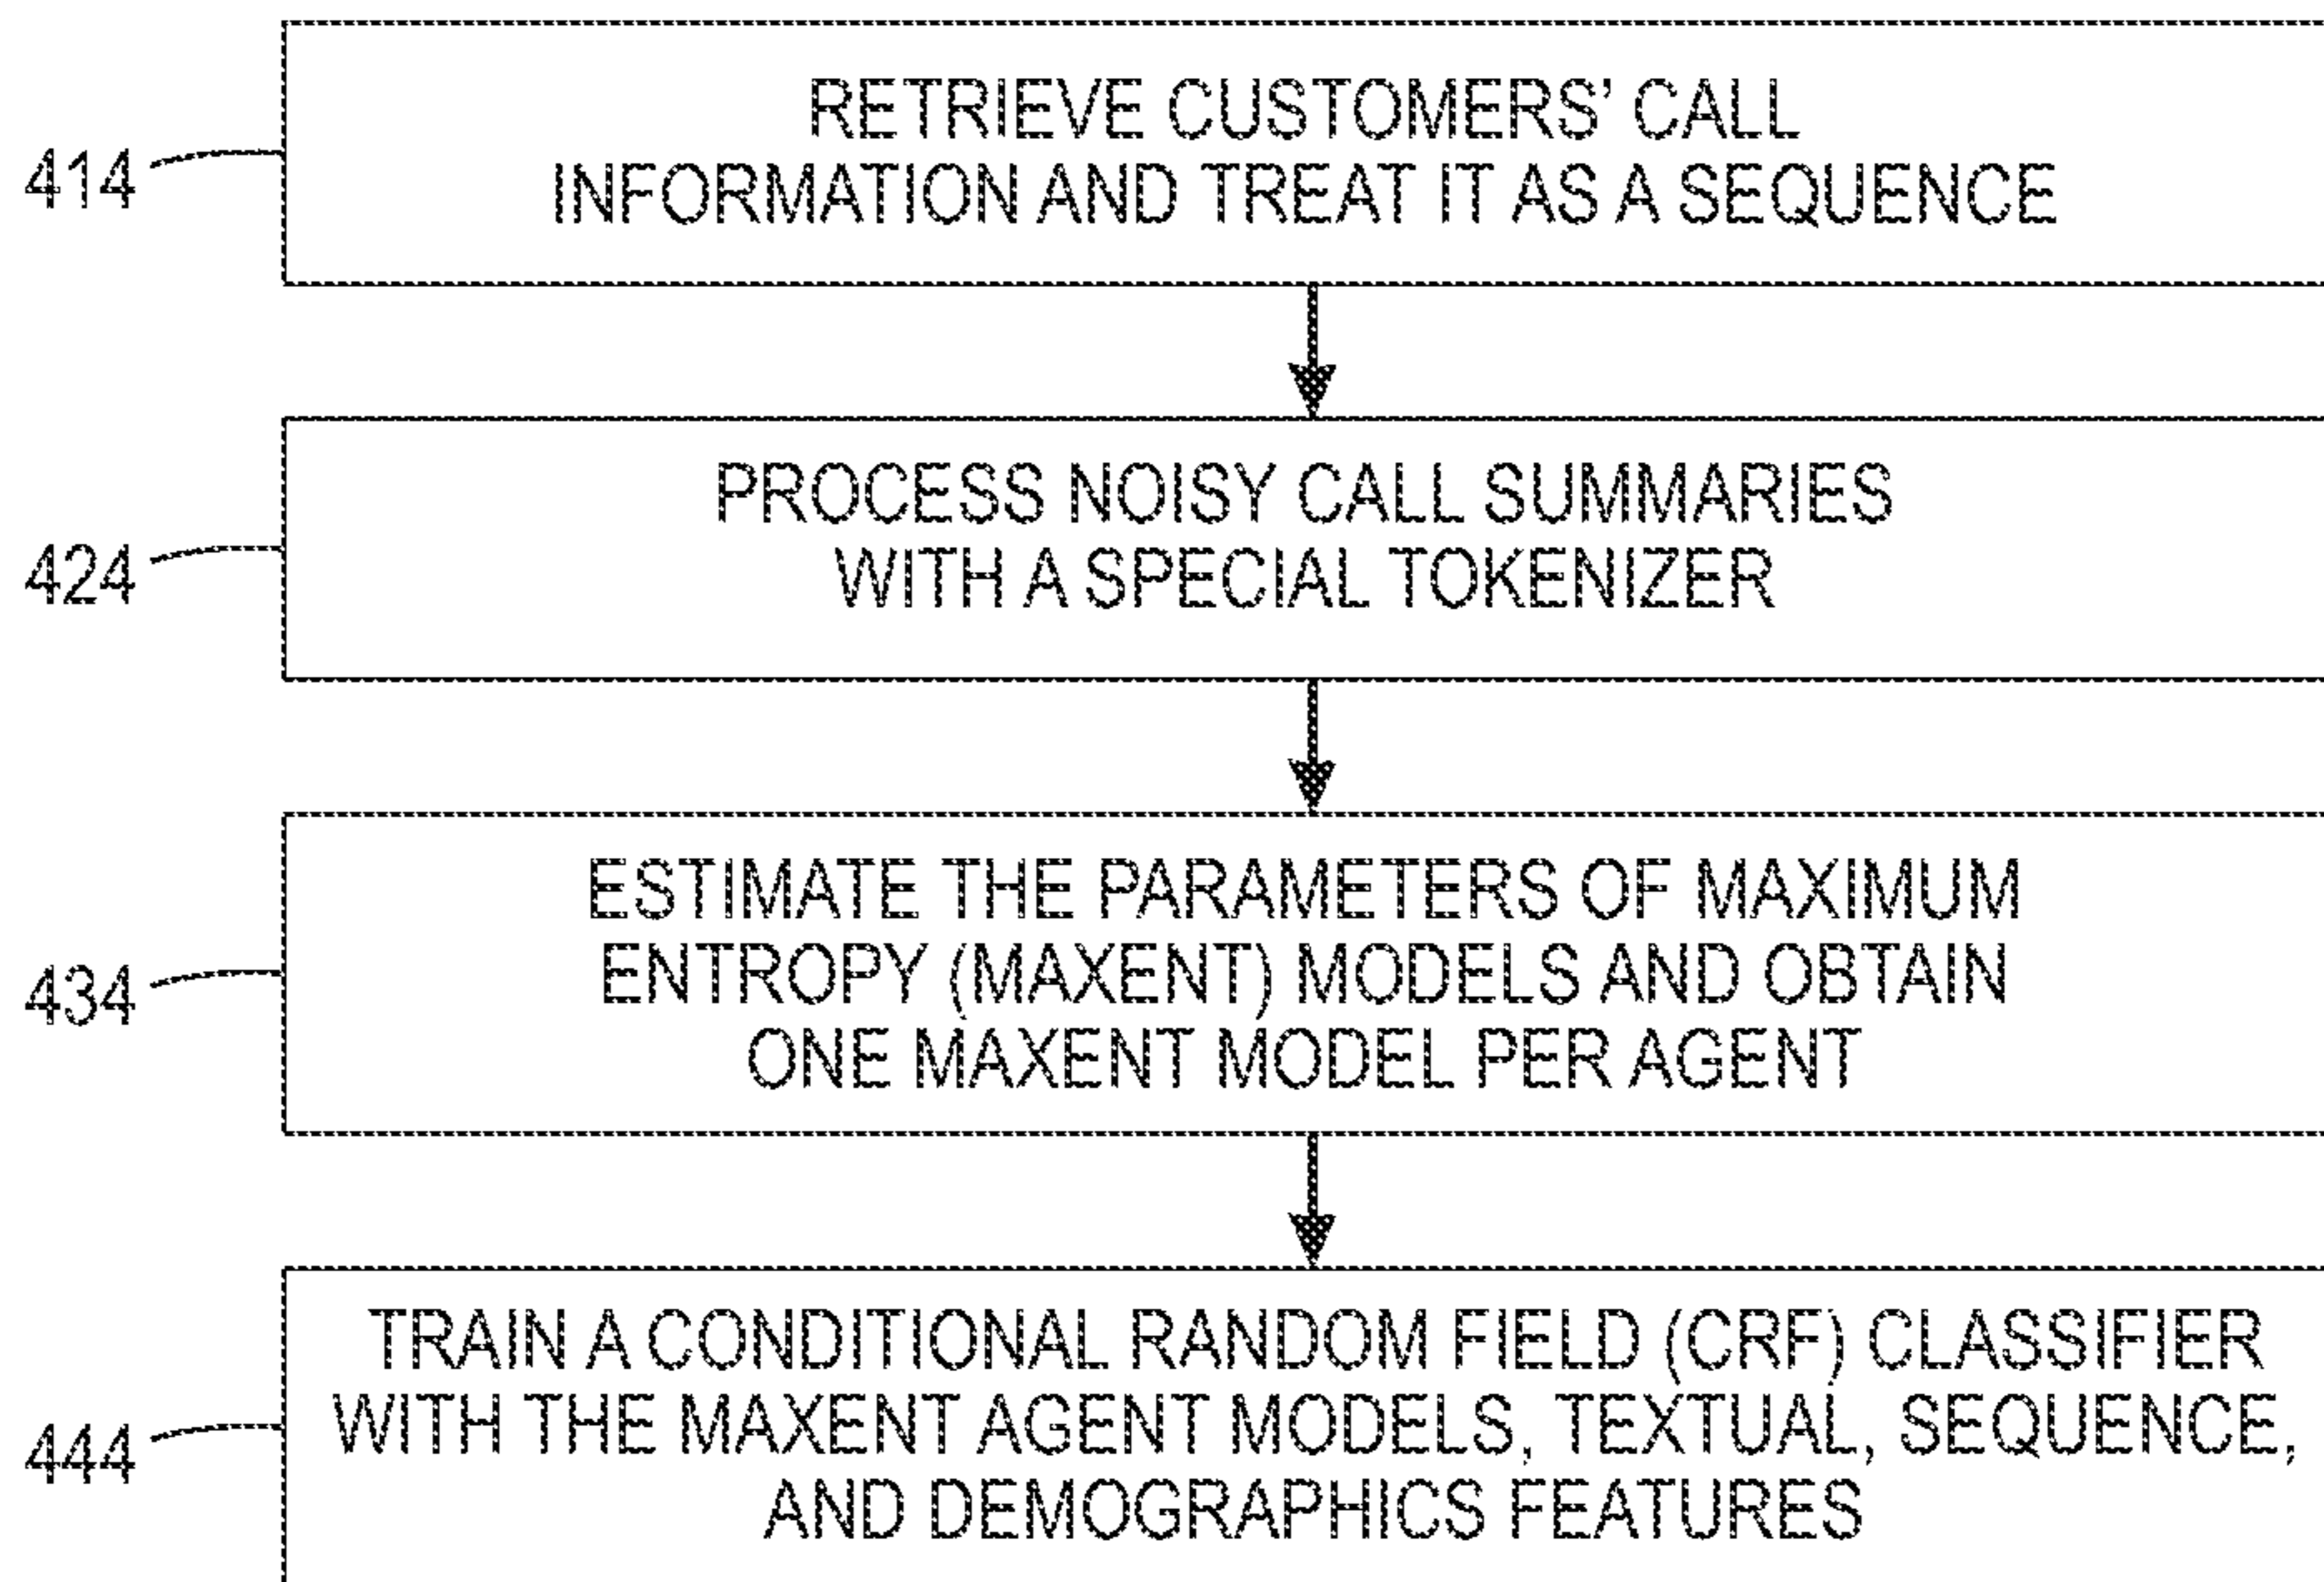 RETRIEVE CUSTOMERS' CALL
414
INFORMATION AND TREAT IT AS A SEQUENCE
PROCESS NOISY CALL SUMMARIES
424
WITH A SPECIAL TOKENIZER
ESTIMATE THE PARAMETERS OF MAXIMUM
434
ENTROPY (MAXENT) MODELS AND OBTAIN
ONE MAXENT MODEL PER AGENT
TRAIN A CONDITIONAL RANDOM FIELD (CRF) CLASSIFIER
444
WITH THE MAXENT AGENT MODELS, TEXTUAL, SEQUENCE,
AND DEMOGRAPHICS FEATURES